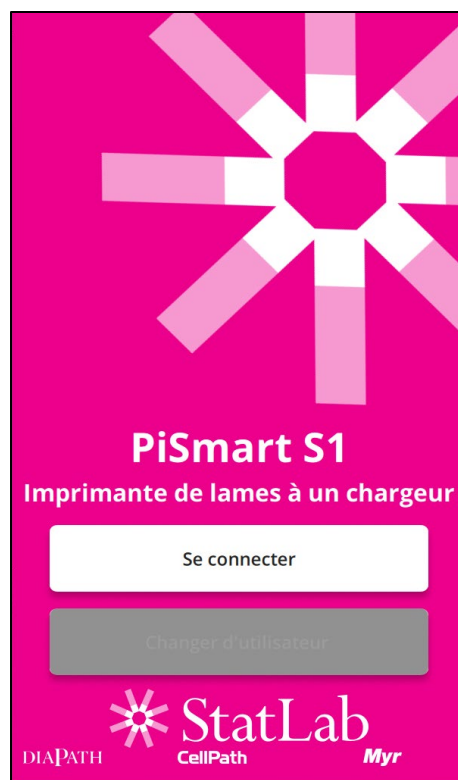 PiSmart S1
Imprimante de lames à un chargeur
Se connecter
Changer d'utilisateur
StatLab
DIAPATH CellPath Myr